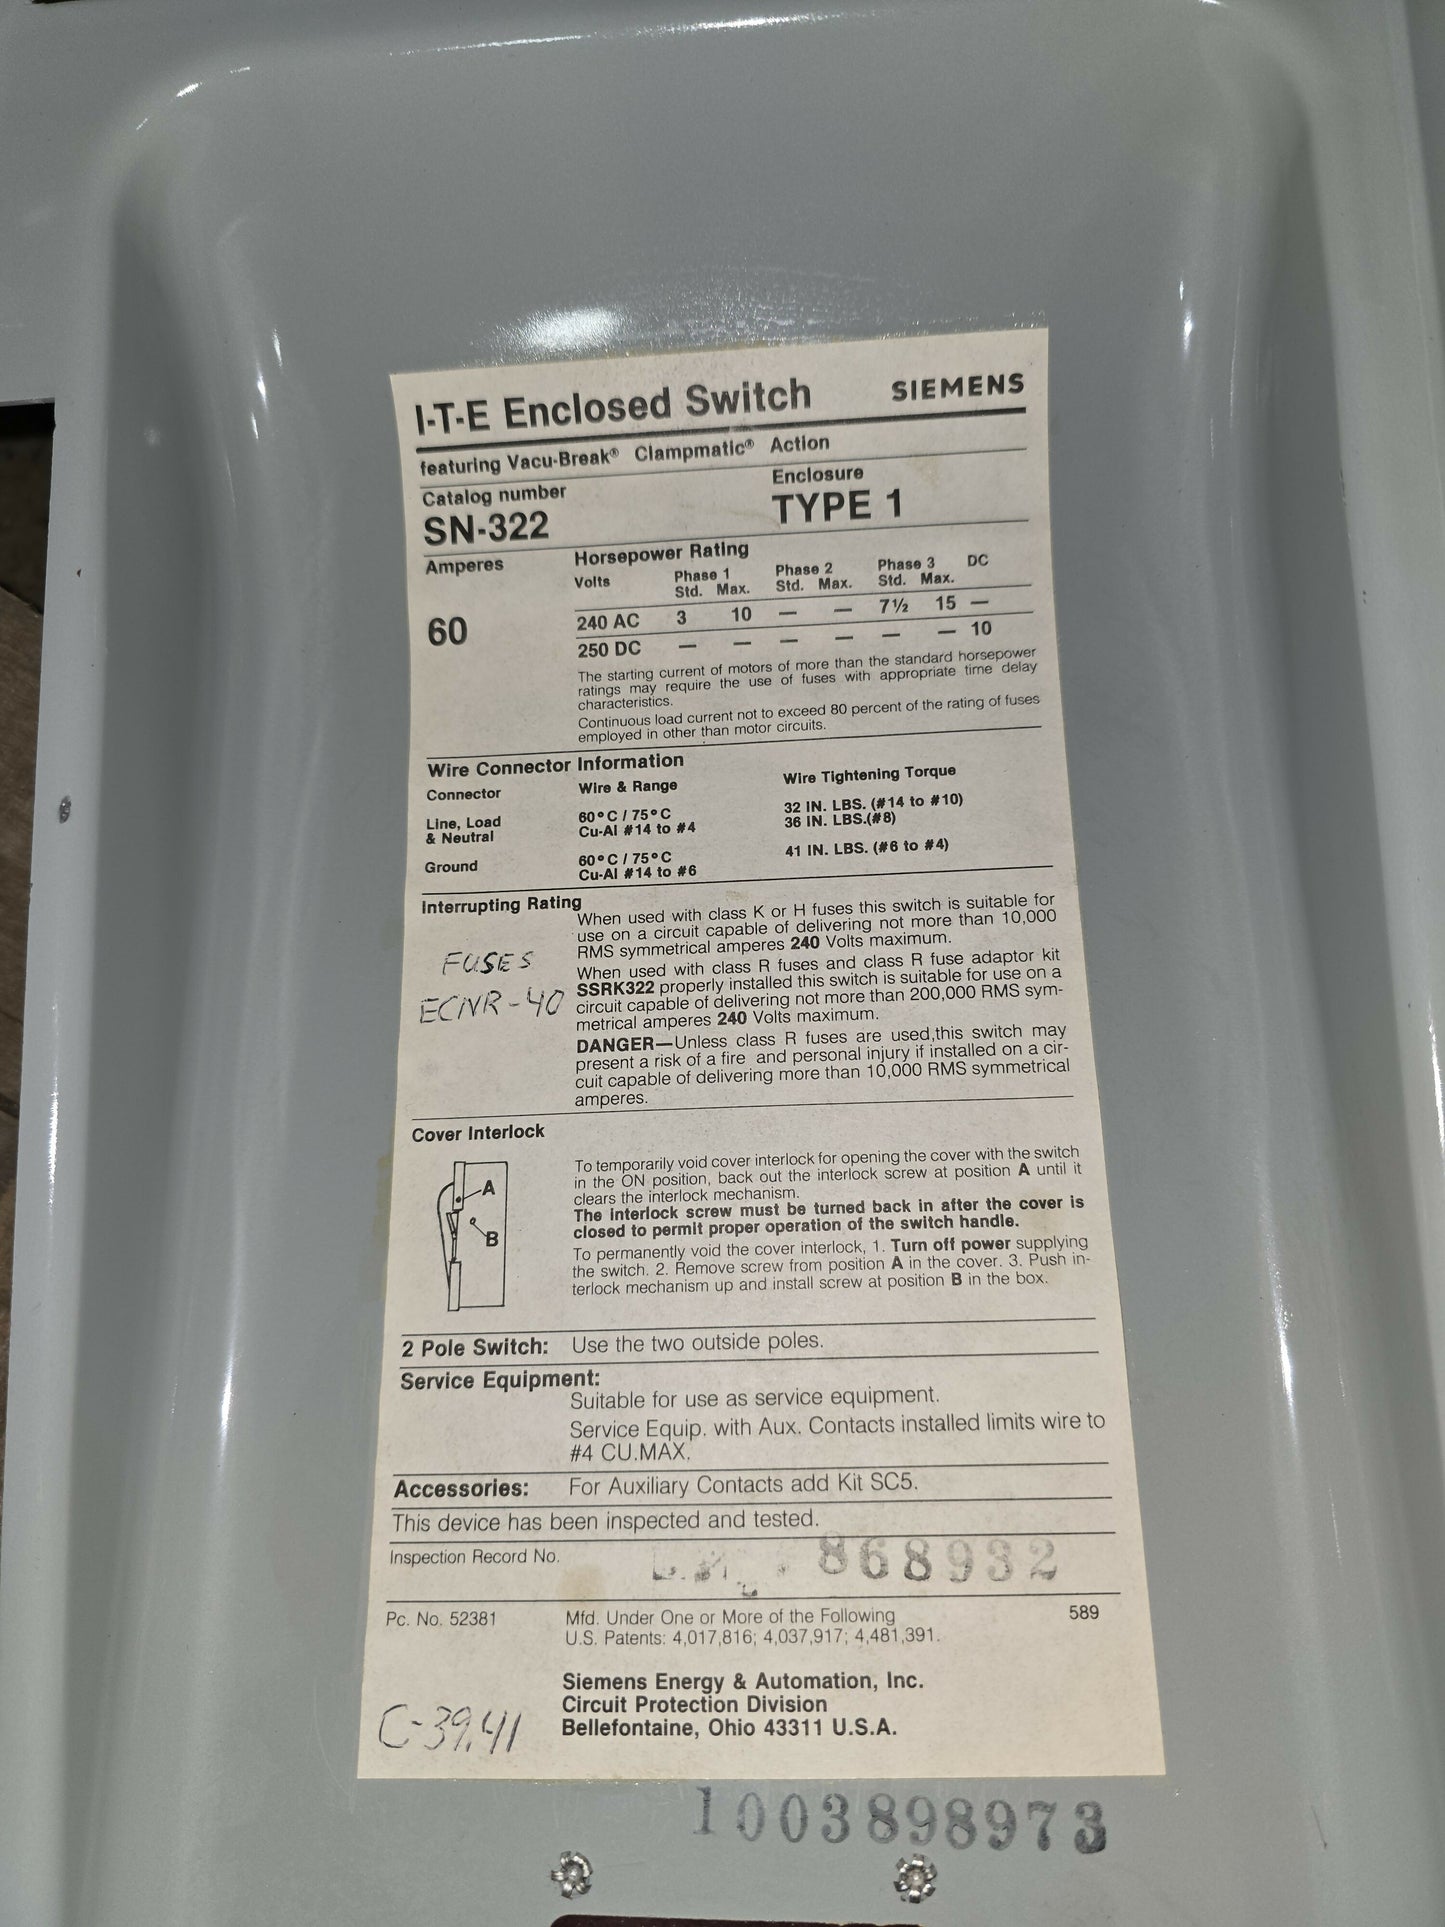 I-T-E Enclosed Switch SIEMENS
featuring Vacu-Break® Clampmatic® Action
Catalog number Enclosure
SN-322 TYPE 1
Amperes Horsepower Rating
Volts Phase 1 Phase 2 Phase 3 DC
Std. Max. Std. Max. Std. Max.
60 240 AC 3 10 — — 7½ 15 —
250 DC — — — — — — 10
The starting current of motors of more than the standard horsepower
ratings may require the use of fuses with appropriate time delay
characteristics.
Continuous load current not to exceed 80 percent of the rating of fuses
employed in other than motor circuits.
Wire Connector Information
Connector Wire & Range Wire Tightening Torque
Line, Load 60°C / 75°C 32 IN. LBS. (#14 to #10)
& Neutral Cu-Al #14 to #4 36 IN. LBS.(#8)
Ground 60°C / 75°C 41 IN. LBS. (#6 to #4)
Cu-Al #14 to #6
Interrupting Rating
When used with class K or H fuses this switch is suitable for
use on a circuit capable of delivering not more than 10,000
RMS symmetrical amperes 240 Volts maximum.
FUSES
ECNR-40
When used with class R fuses and class R fuse adaptor kit
SSRK322 properly installed this switch is suitable for use on a
circuit capable of delivering not more than 200,000 RMS sym-
metrical amperes 240 Volts maximum.
DANGER—Unless class R fuses are used,this switch may
present a risk of a fire and personal injury if installed on a cir-
cuit capable of delivering more than 10,000 RMS symmetrical
amperes.
Cover Interlock
A
B
To temporarily void cover interlock for opening the cover with the switch
in the ON position, back out the interlock screw at position A until it
clears the interlock mechanism.
The interlock screw must be turned back in after the cover is
closed to permit proper operation of the switch handle.
To permanently void the cover interlock, 1. Turn off power supplying
the switch. 2. Remove screw from position A in the cover. 3. Push in-
terlock mechanism up and install screw at position B in the box.
2 Pole Switch: Use the two outside poles.
Service Equipment:
Suitable for use as service equipment.
Service Equip. with Aux. Contacts installed limits wire to
#4 CU.MAX.
Accessories: For Auxiliary Contacts add Kit SC5.
This device has been inspected and tested.
Inspection Record No. 868932
Pc. No. 52381 Mfd. Under One or More of the Following 589
U.S. Patents: 4,017,816; 4,037,917; 4,481,391.
Siemens Energy & Automation, Inc.
Circuit Protection Division
Bellefontaine, Ohio 43311 U.S.A.
C-39,41
1003898973